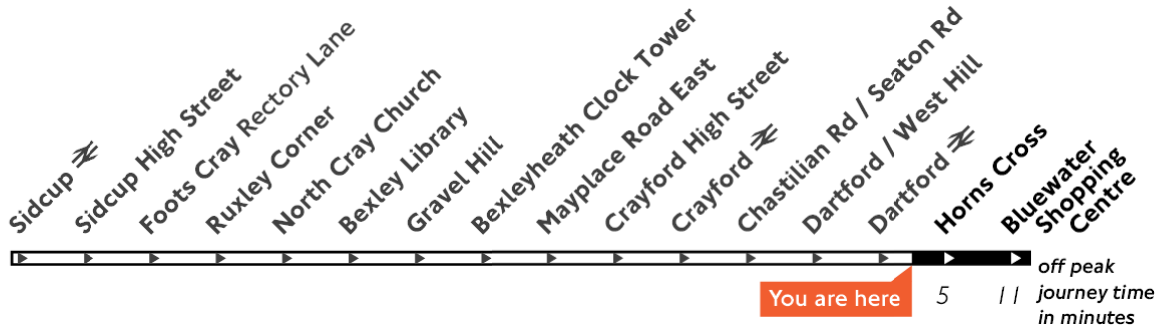 Sidcup
Sidcup High Street
Foots Cray Rectory Lane
Ruxley Corner
North Cray Church
Bexley Library
Gravel Hill
Bexleyheath Clock Tower
Mayplace Road East
Crayford High Street
Crayford
Chastilian Rd / Seaton Rd
Dartford / West Hill
Dartford
Horns Cross
Bluewater
Shopping
Centre
You are here
5
11
off peak
journey time
in minutes